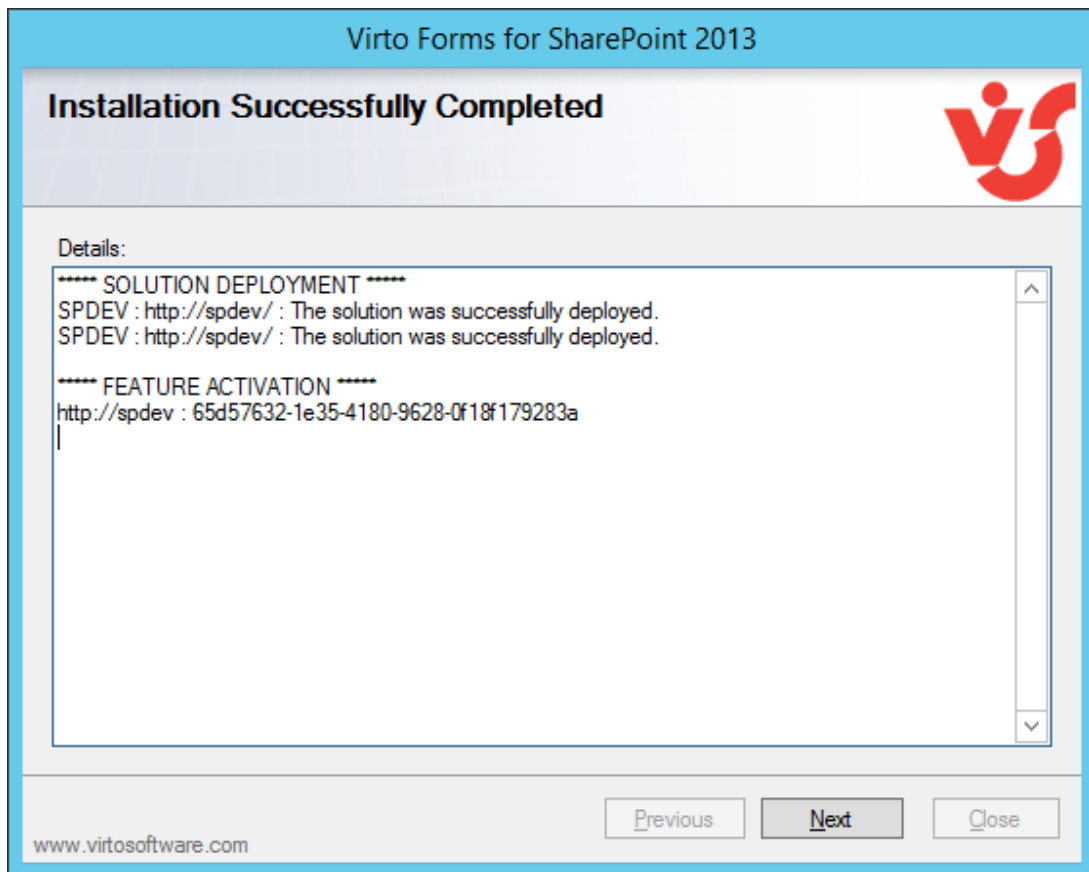 Virto Forms for SharePoint 2013
Installation Successfully Completed
vis
Details:
***** SOLUTION DEPLOYMENT *****
SPDEV : http://spdev/ : The solution was successfully deployed.
SPDEV : http://spdev/ : The solution was successfully deployed.
***** FEATURE ACTIVATION *****
http://spdev : 65d57632-1e35-4180-9628-0f18f179283a
Previous
Next
Close
www.virtosoftware.com